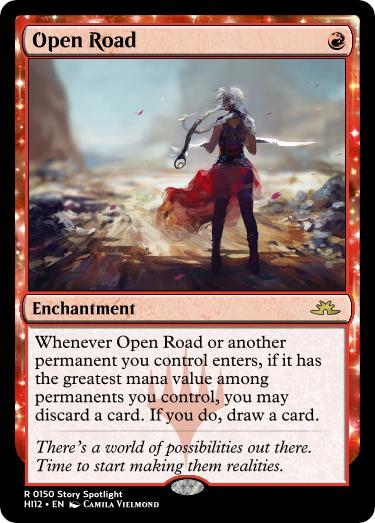 Open Road
Enchantment
Whenever Open Road or another
permanent you control enters, if it has
the greatest mana value among
permanents you control, you may
discard a card. If you do, draw a card.
There's a world of possibilities out there.
Time to start making them realities.
R 0150 Story Spotlight
HI12 • EN Camila Vielmond